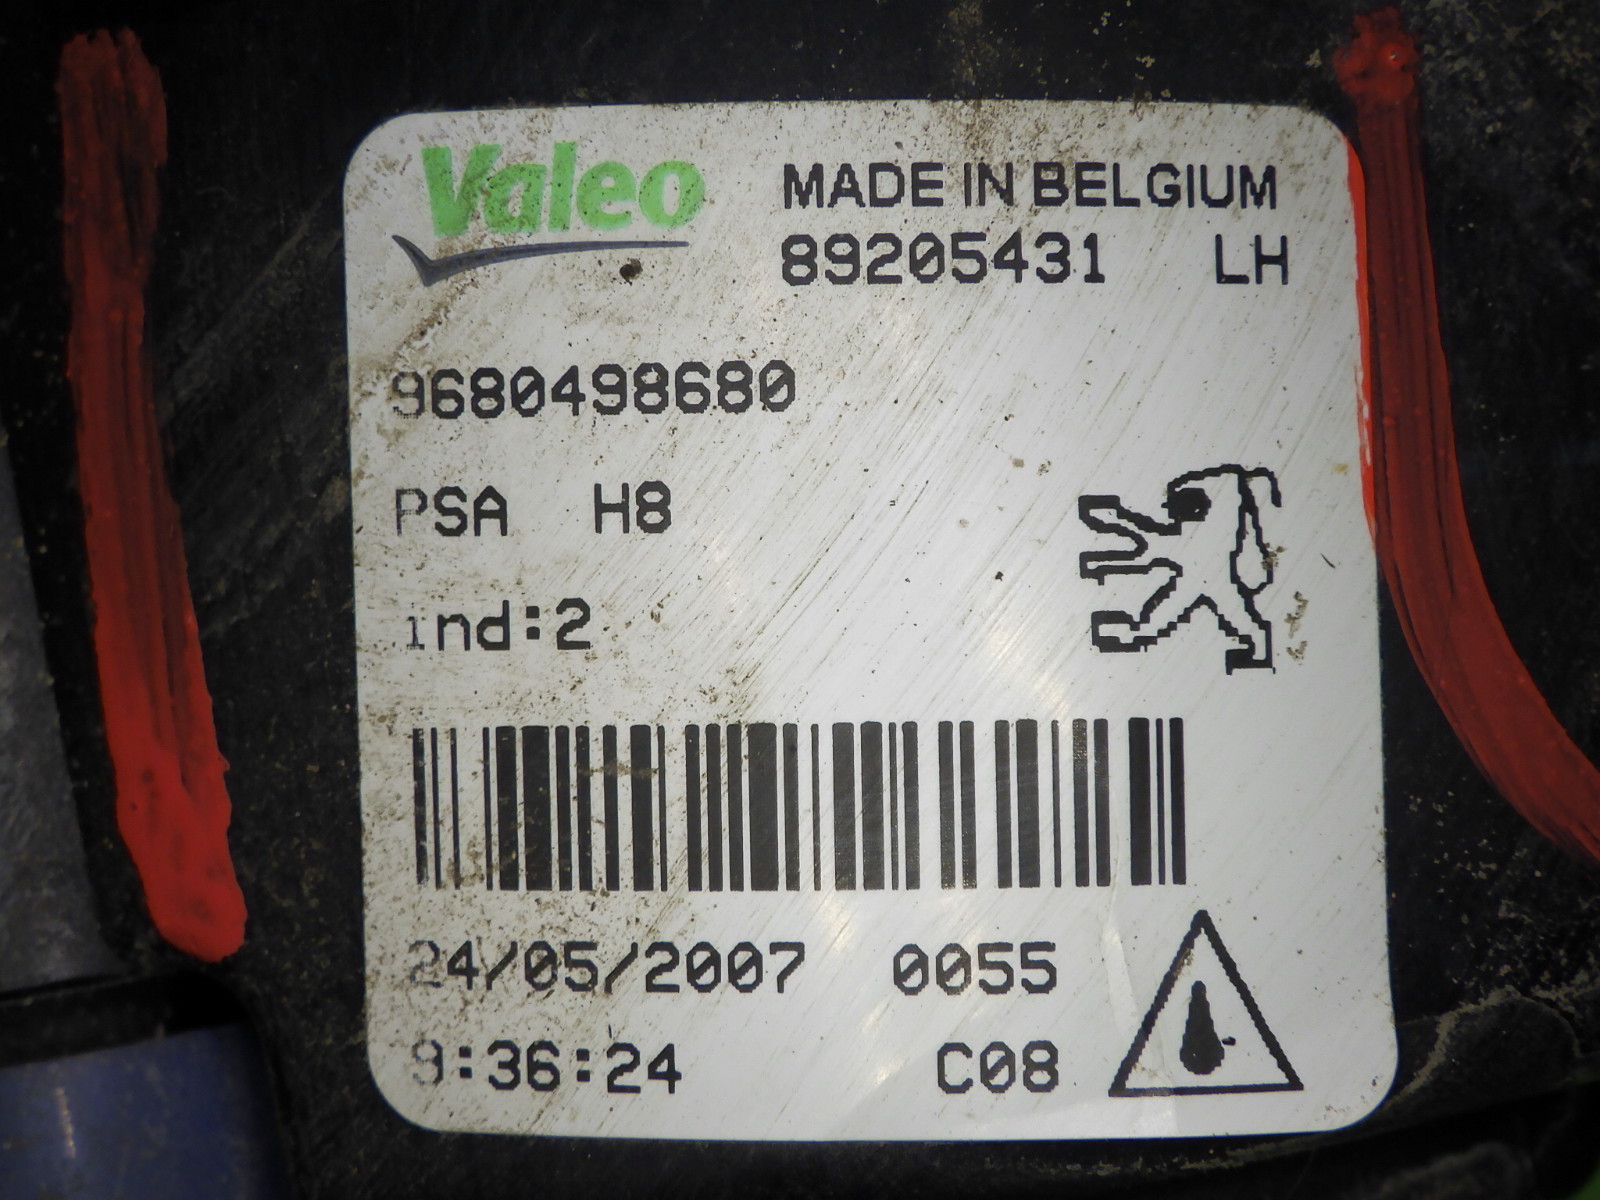 Valeo
MADE IN BELGIUM
89205431 LH
9680498680
PSA H8
ind:2
24/05/2007 0055
9:36:24 C08